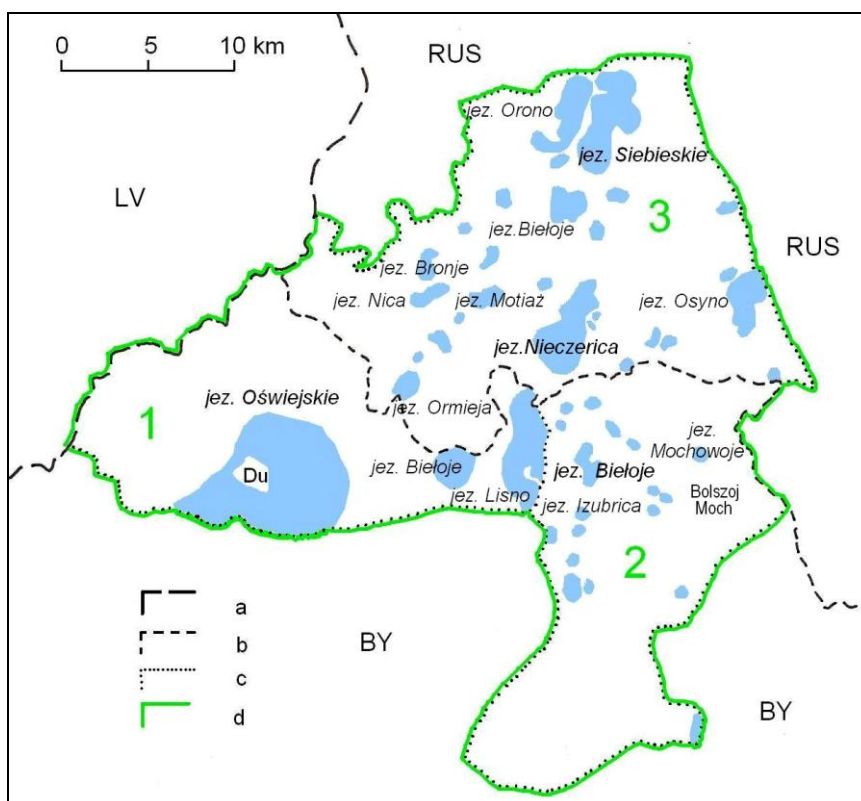 0 5 10 km
RUS
jez. Orono
jez. Siebieskie
LV
3
jez.Biełoje
RUS
jez. Bronje
jez. Nica
jez. Motiaż
jez. Osyno
jez.Nieczerica
jez. Oświejskie
jez. Ormieja
1
jez.
Mochowoje
jez. Biełoje
jez. Biełoje
Du
jez. Lisno
jez. Izubrica
Bolszoj
Moch
2
a
b
BY
c
d
BY